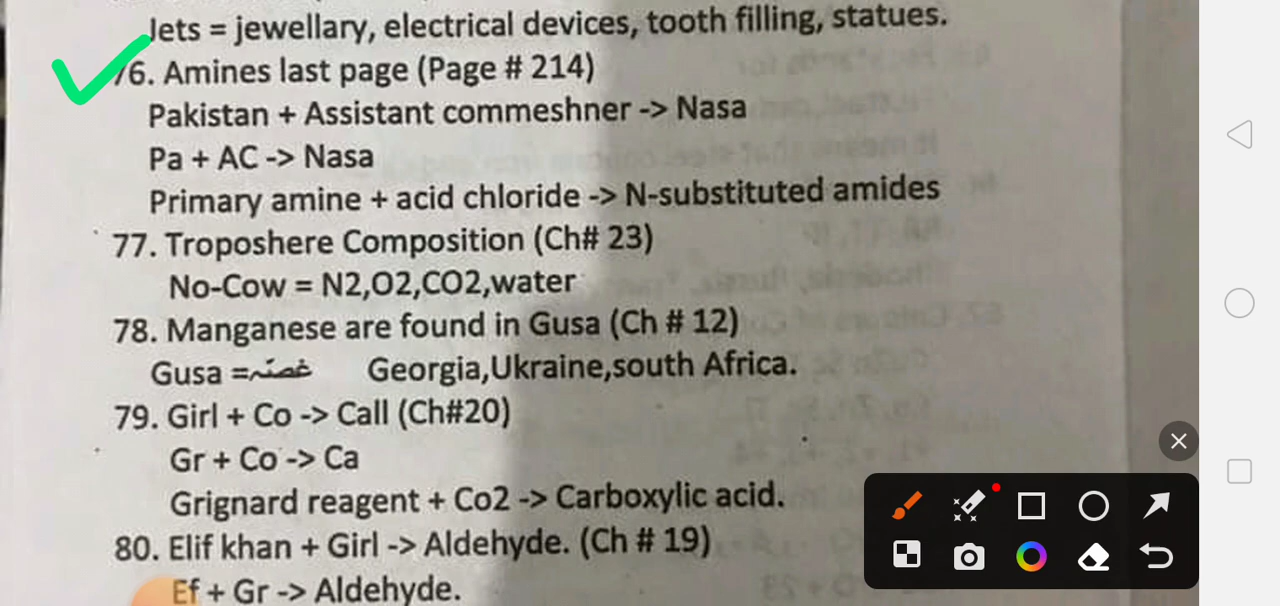 Jets = jewellary, electrical devices, tooth filling, statues.
76. Amines last page (Page # 214)
Pakistan + Assistant commeshner -> Nasa
Pa + AC -> Nasa
Primary amine + acid chloride -> N-substituted amides
77. Troposhere Composition (Ch# 23)
No-Cow = N2,O2,CO2,water
78. Manganese are found in Gusa (Ch # 12)
Gusa = غصّہ Georgia,Ukraine,south Africa.
79. Girl + Co -> Call (Ch#20)
Gr + Co -> Ca
Grignard reagent + Co2 -> Carboxylic acid.
80. Elif khan + Girl -> Aldehyde. (Ch # 19)
Ef + Gr -> Aldehyde.